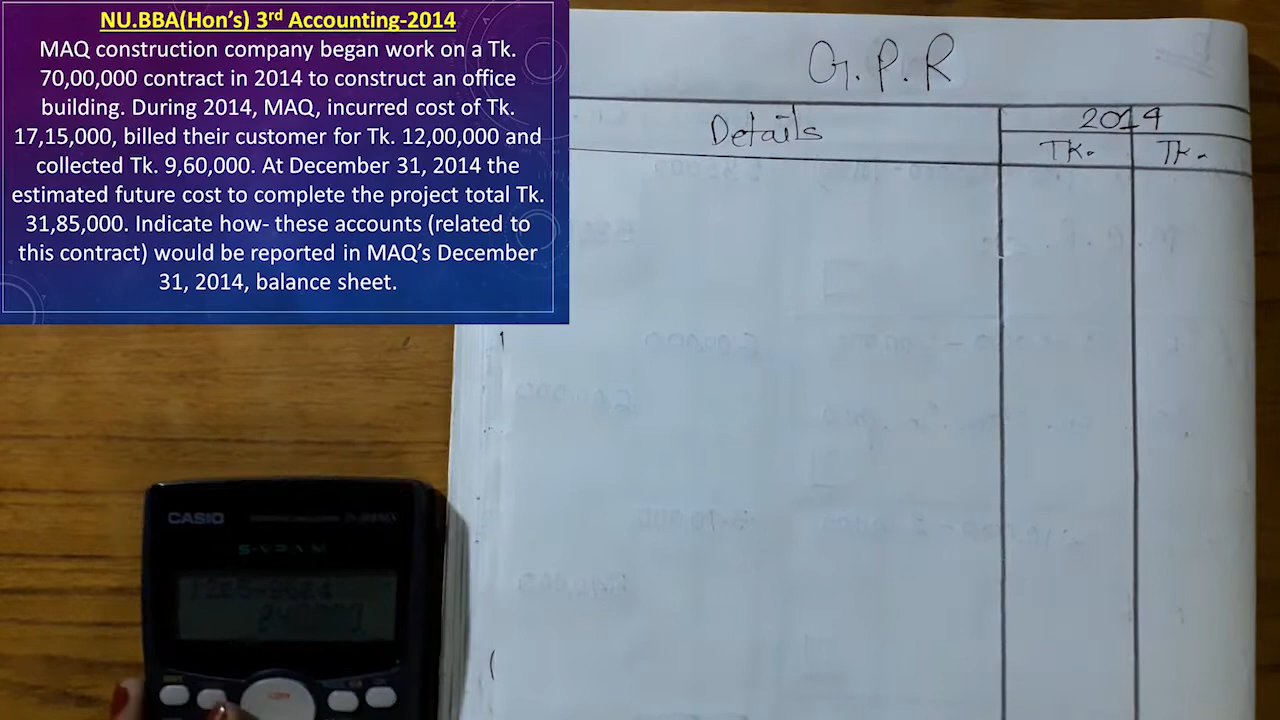 NU.BBA(Hon's) 3rd Accounting-2014
MAQ construction company began work on a Tk.
70,00,000 contract in 2014 to construct an office
building. During 2014, MAQ, incurred cost of Tk.
17,15,000, billed their customer for Tk. 12,00,000 and
collected Tk. 9,60,000. At December 31, 2014 the
estimated future cost to complete the project total Tk.
31,85,000. Indicate how- these accounts (related to
this contract) would be reported in MAQ's December
31, 2014, balance sheet.
G.P.R
Details
2014
TK. TK.
CASIO